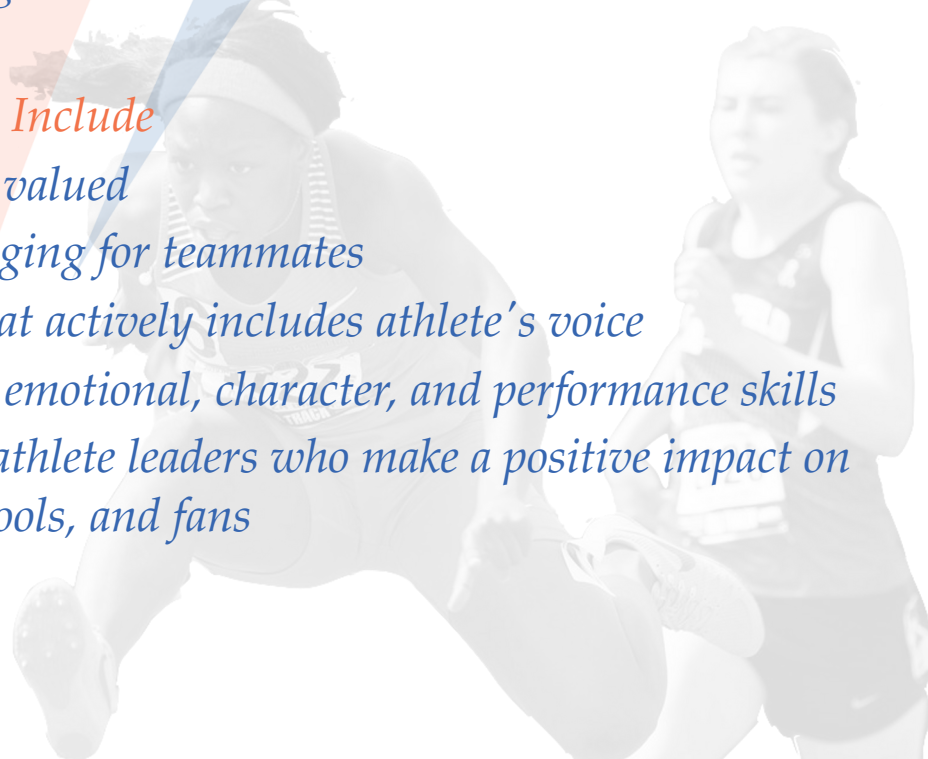 Include
valued
ging for teammates
at actively includes athlete's voice
emotional, character, and performance skills
athlete leaders who make a positive impact on
ools, and fans